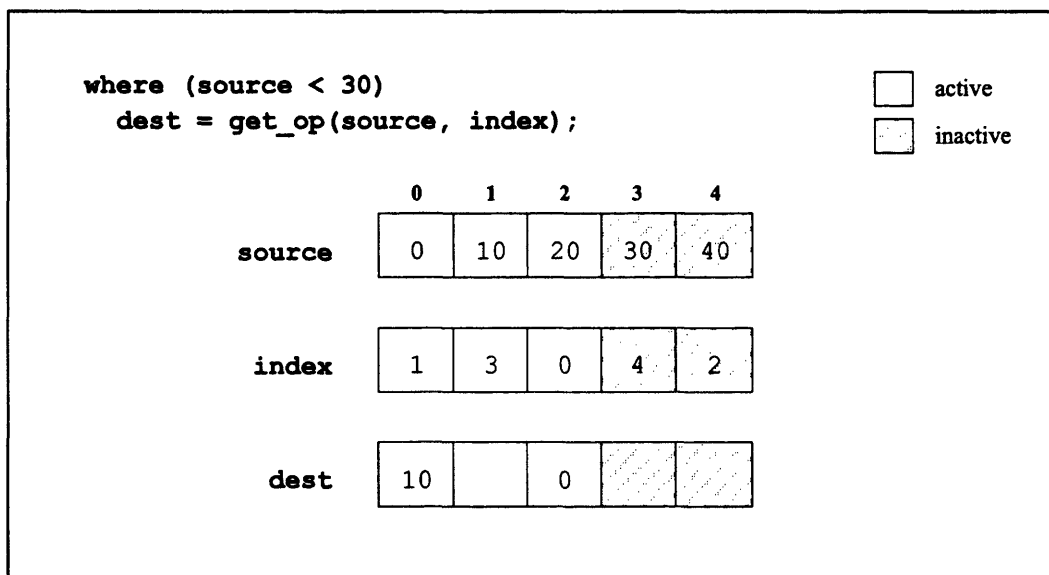 where (source < 30)
dest = get_op(source, index);
active
inactive
0 1 2 3 4
source 0 10 20 30 40
index 1 3 0 4 2
dest 10 0